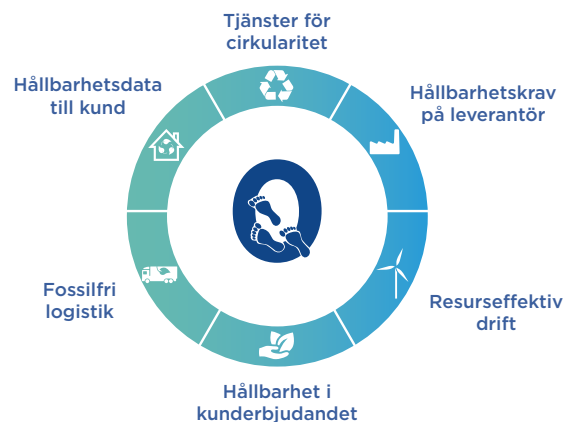 Tjänster för
cirkularitet
Hållbarhetskrav
på leverantör
Resurseffektiv
drift
Hållbarhet i
kunderbjudandet
Fossilfri
logistik
Hållbarhetsdata
till kund